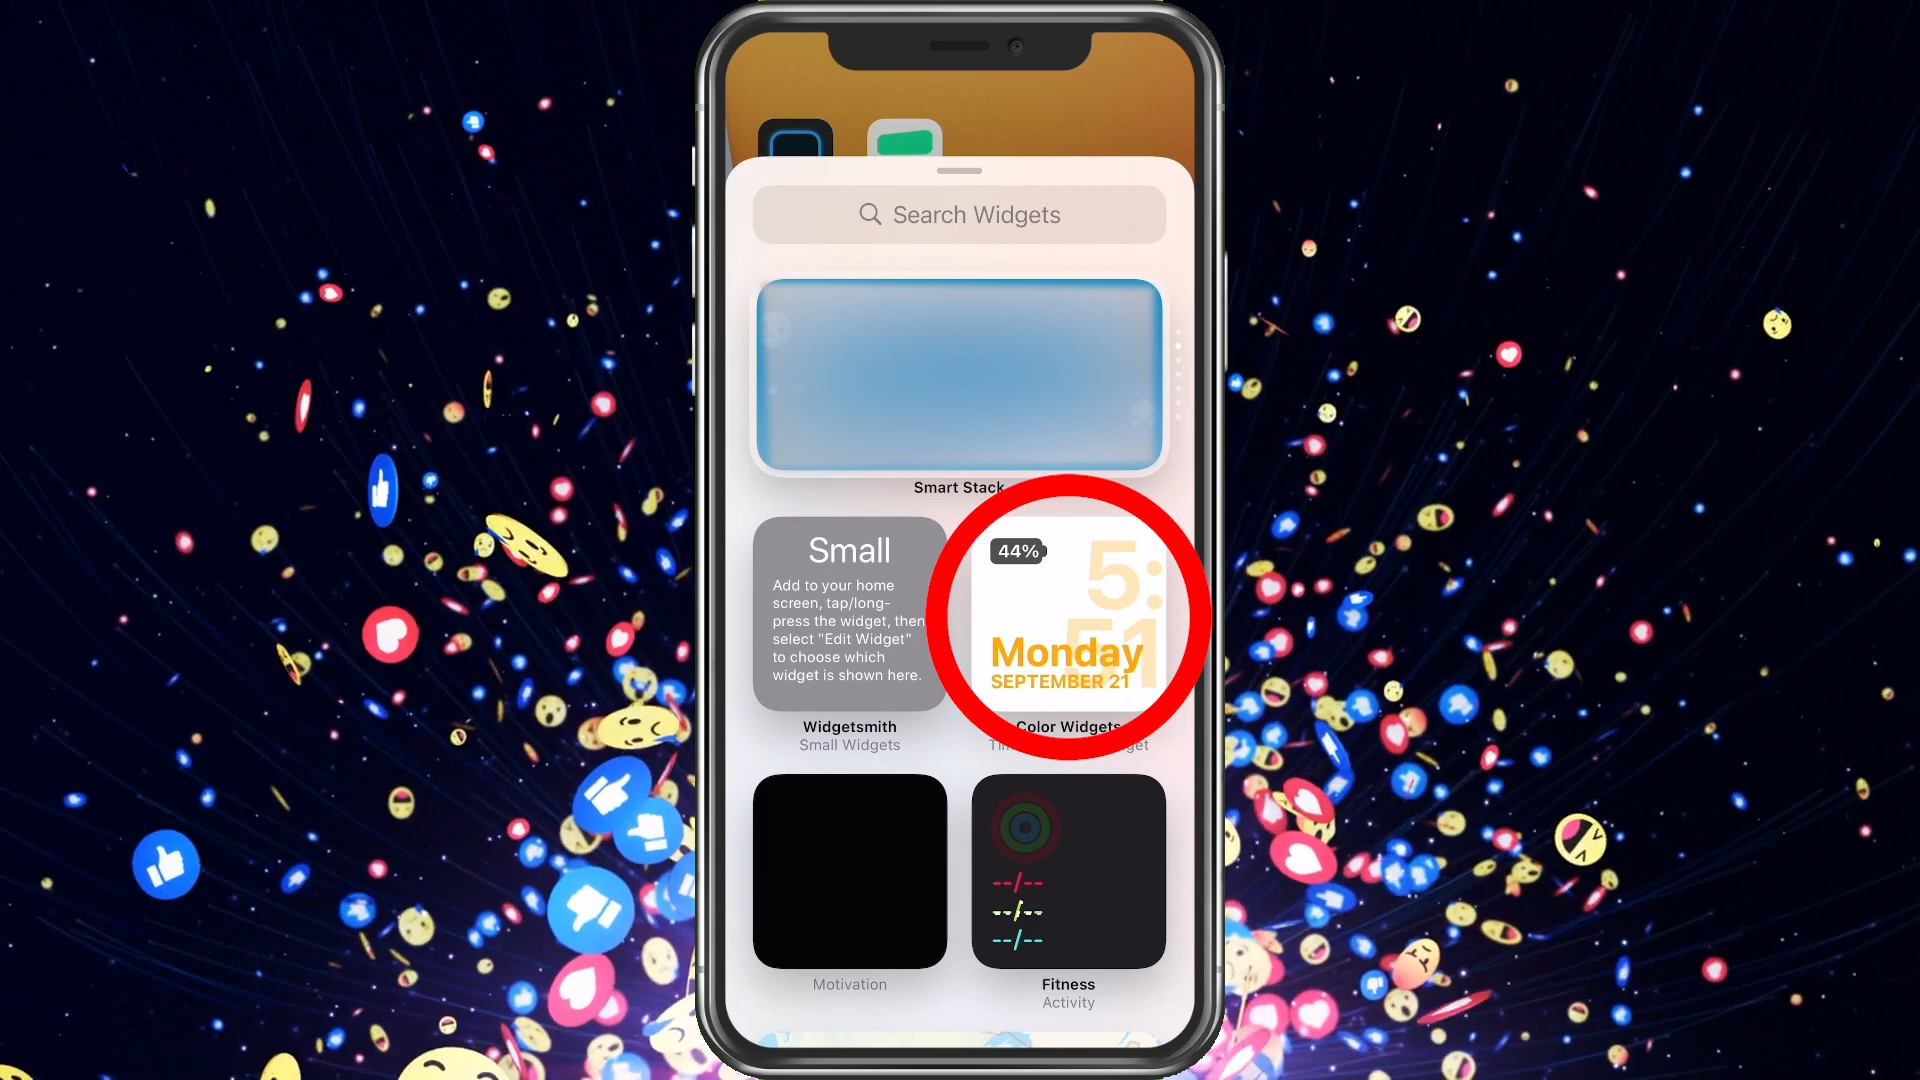 Search Widgets
Smart Stack
Small
Add to your home
screen, tap/long-
press the widget, then
select "Edit Widget"
to choose which
widget is shown here.
Widgetsmith
Small Widgets
44%
5:
51
Monday
SEPTEMBER 21
Color Widgets
Motivation
--/--
--/--
--/--
Fitness
Activity